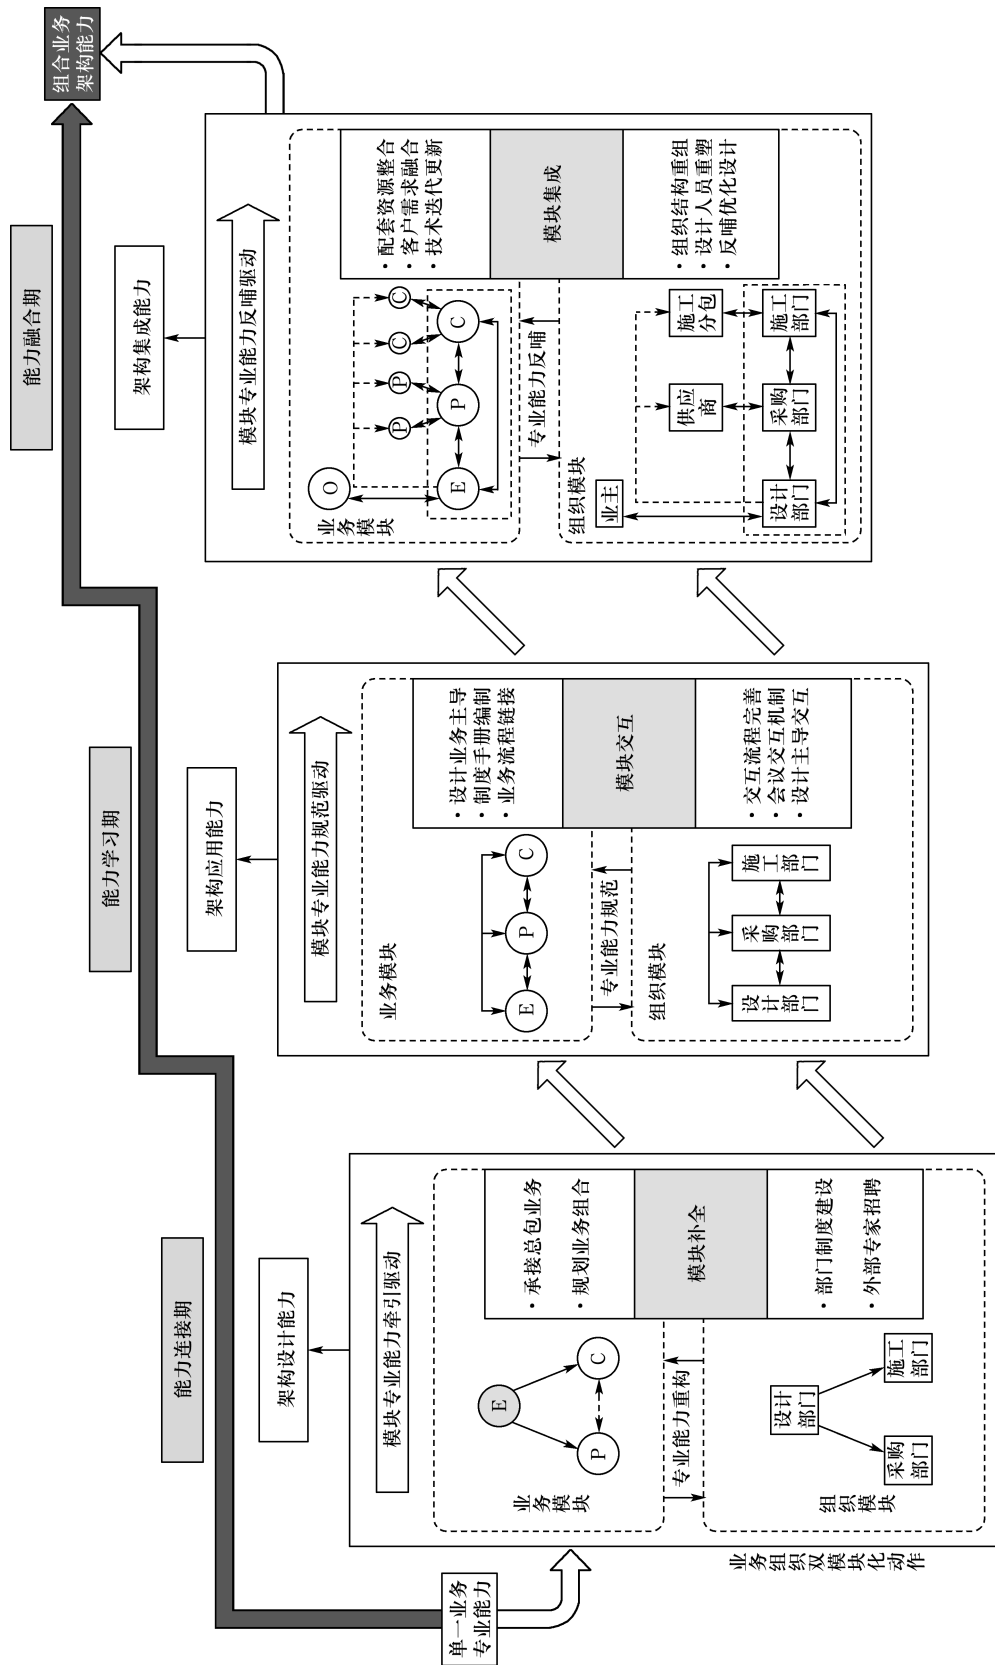 单一业务
专业能力
组合业务
架构能力
能力连接期
能力学习期
能力融合期
架构设计能力
模块专业能力牵引驱动
业务模块
E
P
C
• 承接总包业务
• 规划业务组合
模块补全
• 部门制度建设
• 外部专家招聘
专业能力重构
组织模块
设计
部门
采购
部门
施工
部门
业务组织双模块化动作
架构应用能力
模块专业能力规范驱动
业务模块
E
P
C
• 设计业务主导
• 制度手册编制
• 业务流程链接
模块交互
• 交互流程完善
• 会议交互机制
• 设计主导交互
专业能力规范
组织模块
设计部门
采购部门
施工部门
架构集成能力
模块专业能力反哺驱动
业务模块
O
E
P
C
P
P
C
C
• 配套资源整合
• 客户需求融合
• 技术迭代更新
模块集成
• 组织结构重组
• 设计人员重塑
• 反哺优化设计
专业能力反哺
组织模块
业主
供应
商
施工
分包
设计
部门
采购
部门
施工
部门